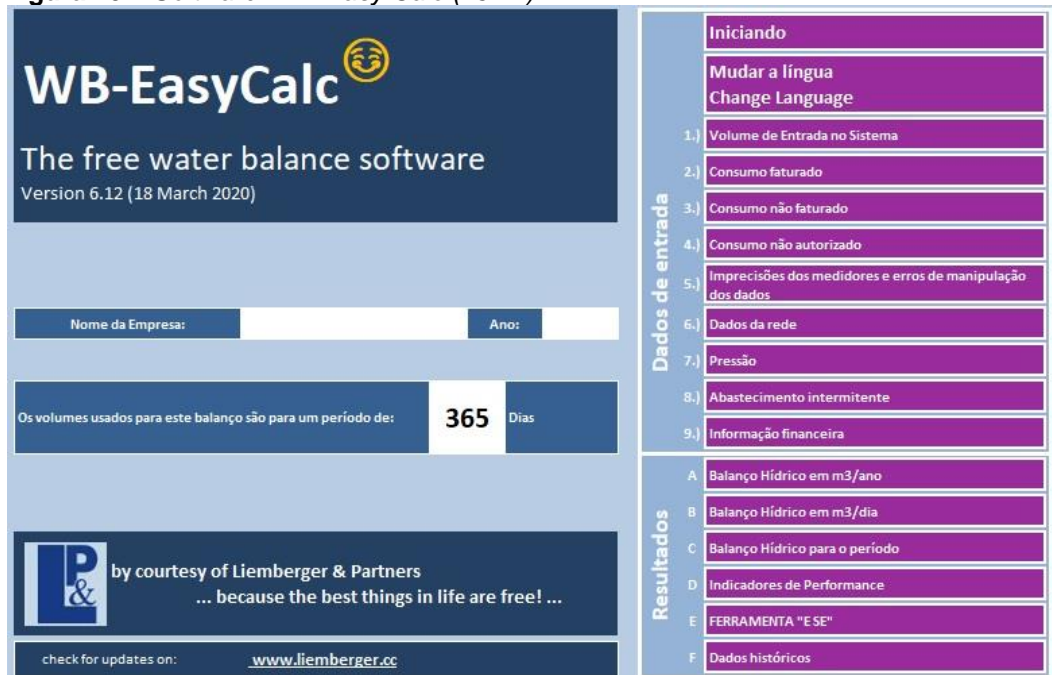 WB-EasyCalc
The free water balance software
Version 6.12 (18 March 2020)
Nome da Empresa:
Ano:
Os volumes usados para este balanço são para um período de:
365
Dias
LP&
by courtesy of Liemberger & Partners
... because the best things in life are free! ...
check for updates on:
www.liemberger.cc
Iniciando
Mudar a língua
Change Language
Dados de entrada
1.) Volume de Entrada no Sistema
2.) Consumo faturado
3.) Consumo não faturado
4.) Consumo não autorizado
5.) Imprecisões dos medidores e erros de manipulação
dos dados
6.) Dados da rede
7.) Pressão
8.) Abastecimento intermitente
9.) Informação financeira
Resultados
A Balanço Hídrico em m3/ano
B Balanço Hídrico em m3/dia
C Balanço Hídrico para o período
D Indicadores de Performance
E FERRAMENTA "E SE"
F Dados históricos